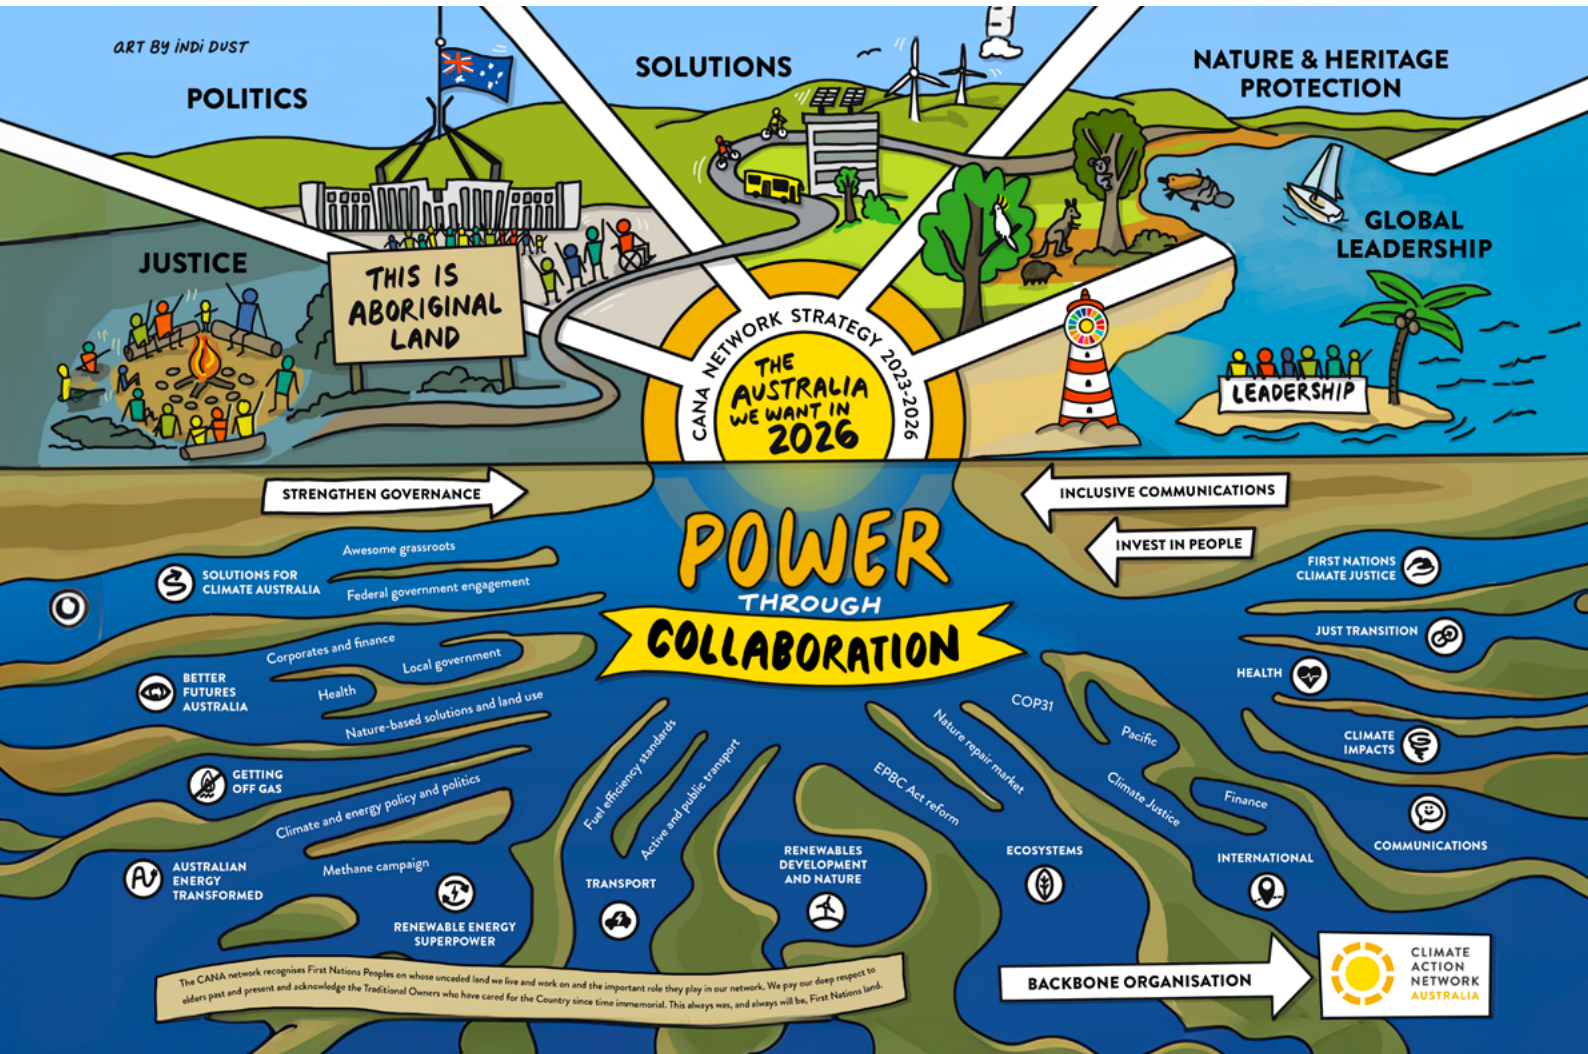 ART BY INDI DUST
POLITICS
SOLUTIONS
NATURE & HERITAGE
PROTECTION
JUSTICE
THIS IS
ABORIGINAL
LAND
GLOBAL
LEADERSHIP
LEADERSHIP
CANA NETWORK STRATEGY 2023-2026
THE
AUSTRALIA
WE WANT IN
2026
STRENGTHEN GOVERNANCE
INCLUSIVE COMMUNICATIONS
INVEST IN PEOPLE
POWER
THROUGH
COLLABORATION
SOLUTIONS FOR
CLIMATE AUSTRALIA
Awesome grassroots
Federal government engagement
BETTER
FUTURES
AUSTRALIA
Corporates and finance
Local government
Health
Nature-based solutions and land use
GETTING
OFF GAS
Climate and energy policy and politics
AUSTRALIAN
ENERGY
TRANSFORMED
Methane campaign
RENEWABLE ENERGY
SUPERPOWER
Fuel efficiency standards
Active and public transport
TRANSPORT
RENEWABLES
DEVELOPMENT
AND NATURE
EPBC Act reform
Nature repair market
ECOSYSTEMS
COP31
Pacific
Climate Justice
Finance
INTERNATIONAL
FIRST NATIONS
CLIMATE JUSTICE
JUST TRANSITION
HEALTH
CLIMATE
IMPACTS
COMMUNICATIONS
The CANA network recognises First Nations Peoples on whose unceded land we live and work on and the important role they play in our network. We pay our deep respect to
elders past and present and acknowledge the Traditional Owners who have cared for the Country since time immemorial. This always was, and always will be, First Nations land.
BACKBONE ORGANISATION
CLIMATE
ACTION
NETWORK
AUSTRALIA